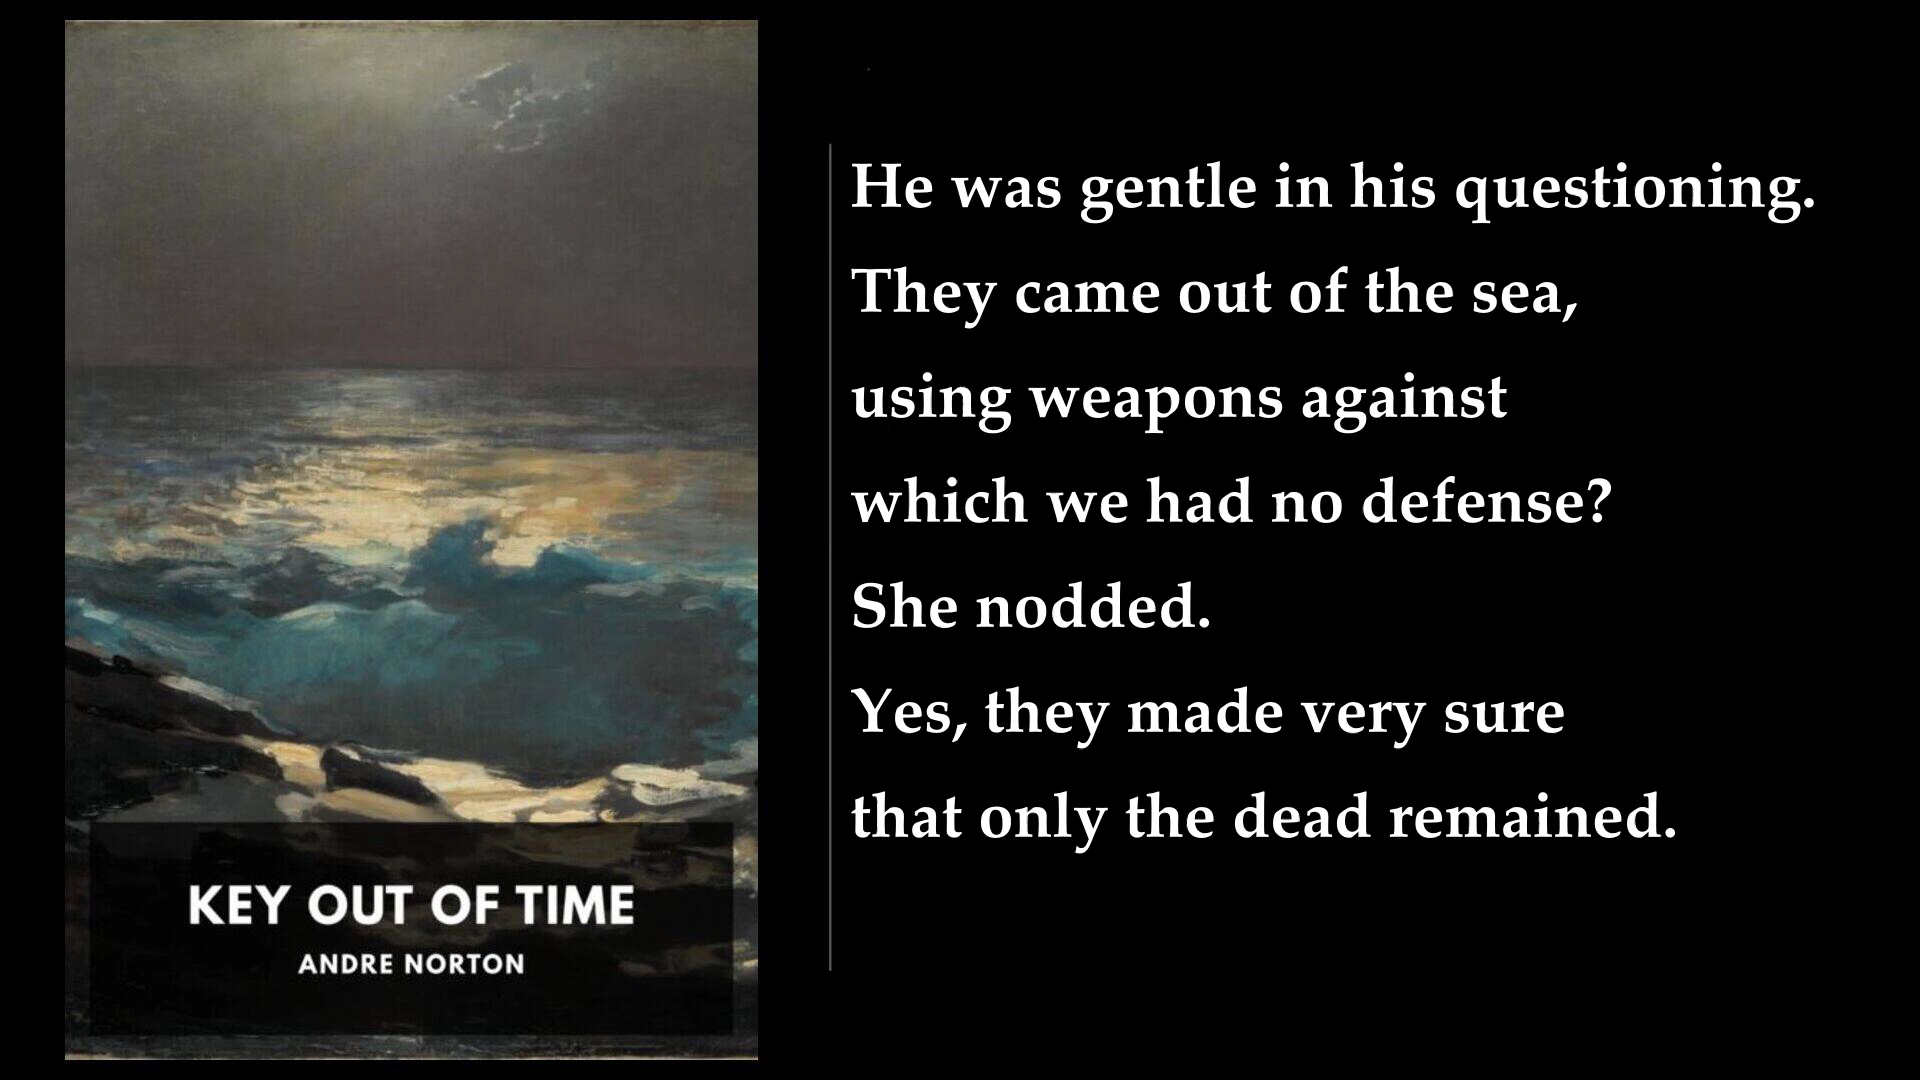 KEY OUT OF TIME
ANDRE NORTON
He was gentle in his questioning.
They came out of the sea,
using weapons against
which we had no defense?
She nodded.
Yes, they made very sure
that only the dead remained.